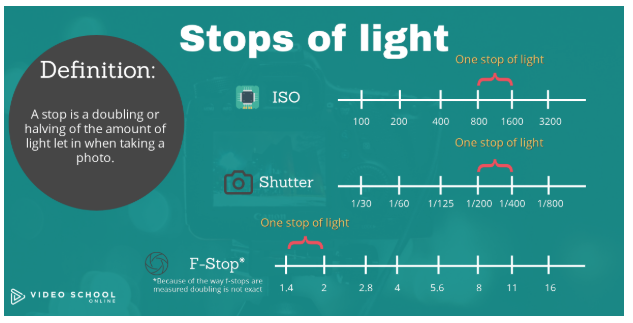 Stops of light
Definition:
A stop is a doubling or
halving of the amount of
light let in when taking a
photo.
One stop of light
ISO
100 200 400 800 1600 3200
One stop of light
Shutter
1/30 1/60 1/125 1/200 1/400 1/800
One stop of light
F-Stop*
*Because of the way f-stops are
measured doubling is not exact
1.4 2 2.8 4 5.6 8 11 16
VIDEO SCHOOL
ONLINE